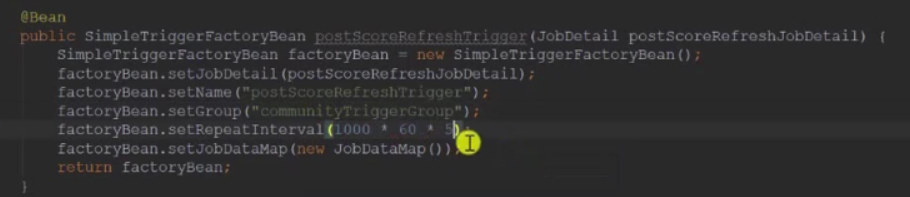 @Bean
public SimpleTriggerFactoryBean postScoreRefreshTrigger(JobDetail postScoreRefreshJobDetail) {
SimpleTriggerFactoryBean factoryBean = new SimpleTriggerFactoryBean();
factoryBean.setJobDetail(postScoreRefreshJobDetail);
factoryBean.setName("postScoreRefreshTrigger");
factoryBean.setGroup("communityTriggerGroup");
factoryBean.setRepeatInterval(1000 * 60 * 5);
factoryBean.setJobDataMap(new JobDataMap());
return factoryBean;
}